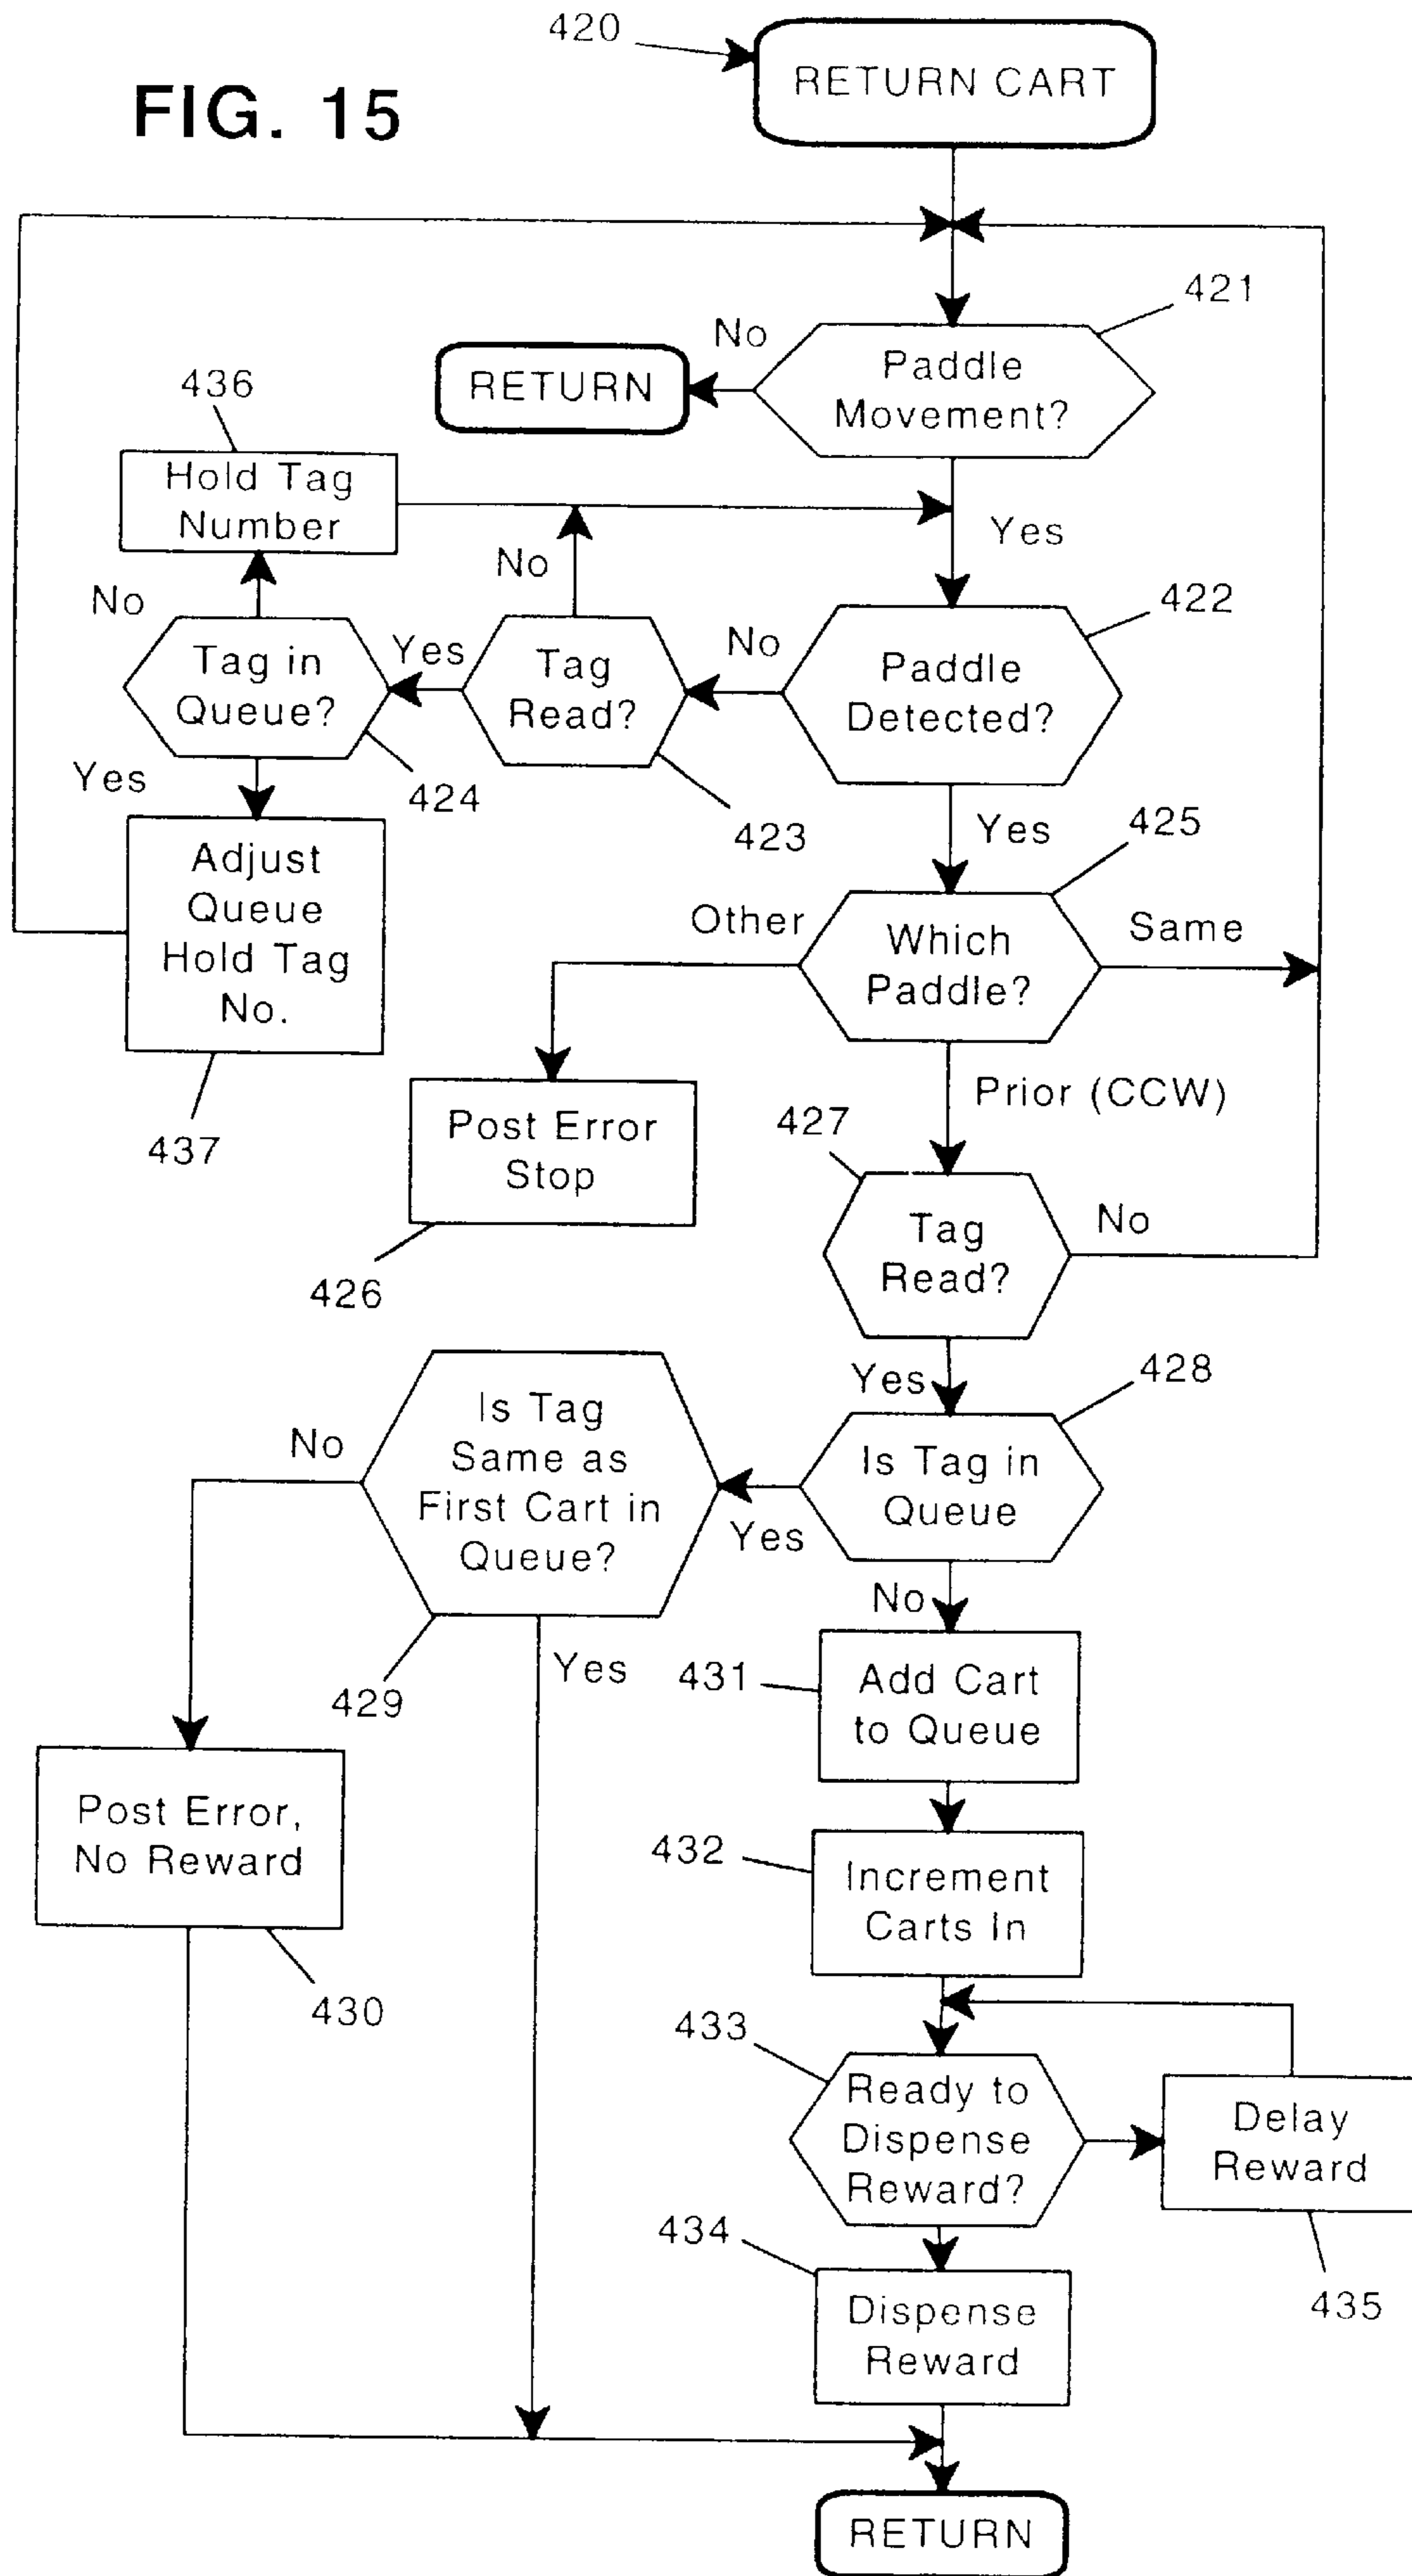 420
RETURN CART
FIG. 15
421
No
Paddle
Movement?
RETURN
436
Hold Tag
Number
Yes
No
No
422
Tag in
Queue?
Yes
Tag
Read?
No
Paddle
Detected?
Yes
424
423
Yes
425
Adjust
Queue
Hold Tag
No.
Other
Which
Paddle?
Same
437
Post Error
Stop
Prior (CCW)
427
426
Tag
Read?
No
Yes
428
No
Is Tag
Same as
First Cart in
Queue?
Yes
Is Tag in
Queue
No
429
Yes
431
Add Cart
to Queue
Post Error,
No Reward
432
Increment
Carts In
430
433
Ready to
Dispense
Reward?
Delay
Reward
434
435
Dispense
Reward
RETURN